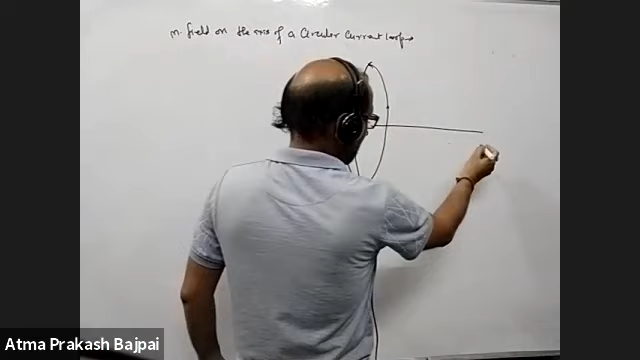 m. field on the axis of a Circular Current loop
Atma Prakash Bajpai